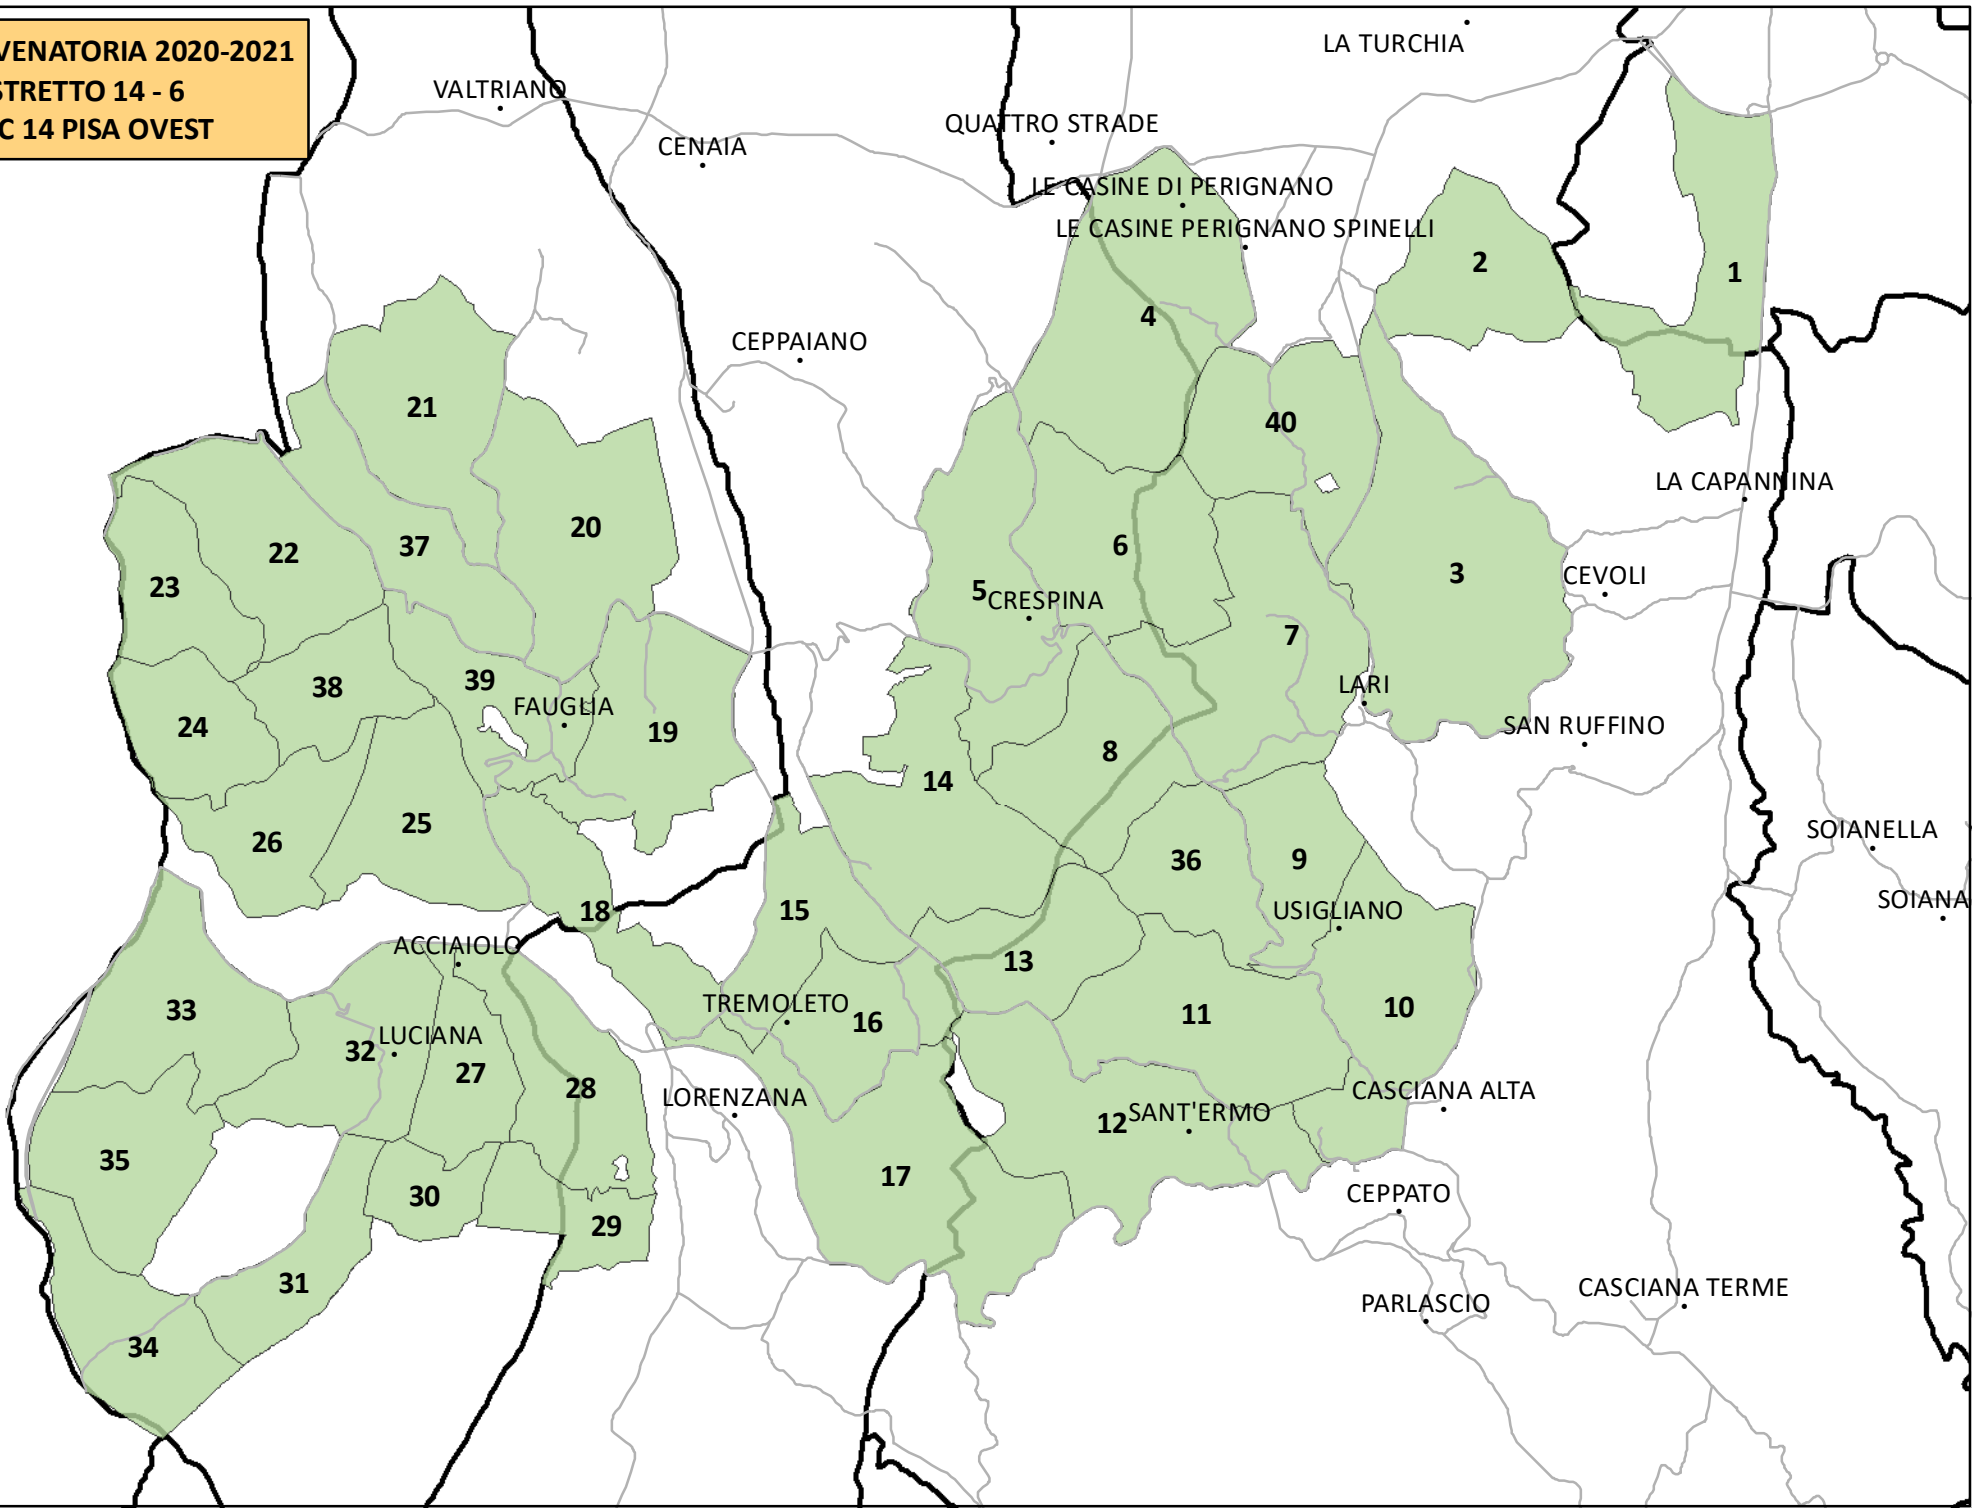 VENATORIA 2020-2021
STRETTO 14 - 6
C 14 PISA OVEST
LA TURCHIA
VALTRIANO
QUATTRO STRADE
CENAIA
LE CASINE DI PERIGNANO
LE CASINE PERIGNANO SPINELLI
2
1
4
CEPPAIANO
21
40
LA CAPANNINA
20
37
6
22
3
CEVOLI
23
5
CRESPINA
7
39
38
LARI
FAUGLIA
24
19
SAN RUFFINO
8
14
25
SOIANELLA
26
36
9
SOIANA
15
18
USIGLIANO
ACCIAIOLO
13
TREMOLETO
10
33
11
16
LUCIANA
32
27
28
CASCIANA ALTA
LORENZANA
SANT'ERMO
12
35
17
CEPPATO
30
29
31
CASCIANA TERME
PARLASCIO
34